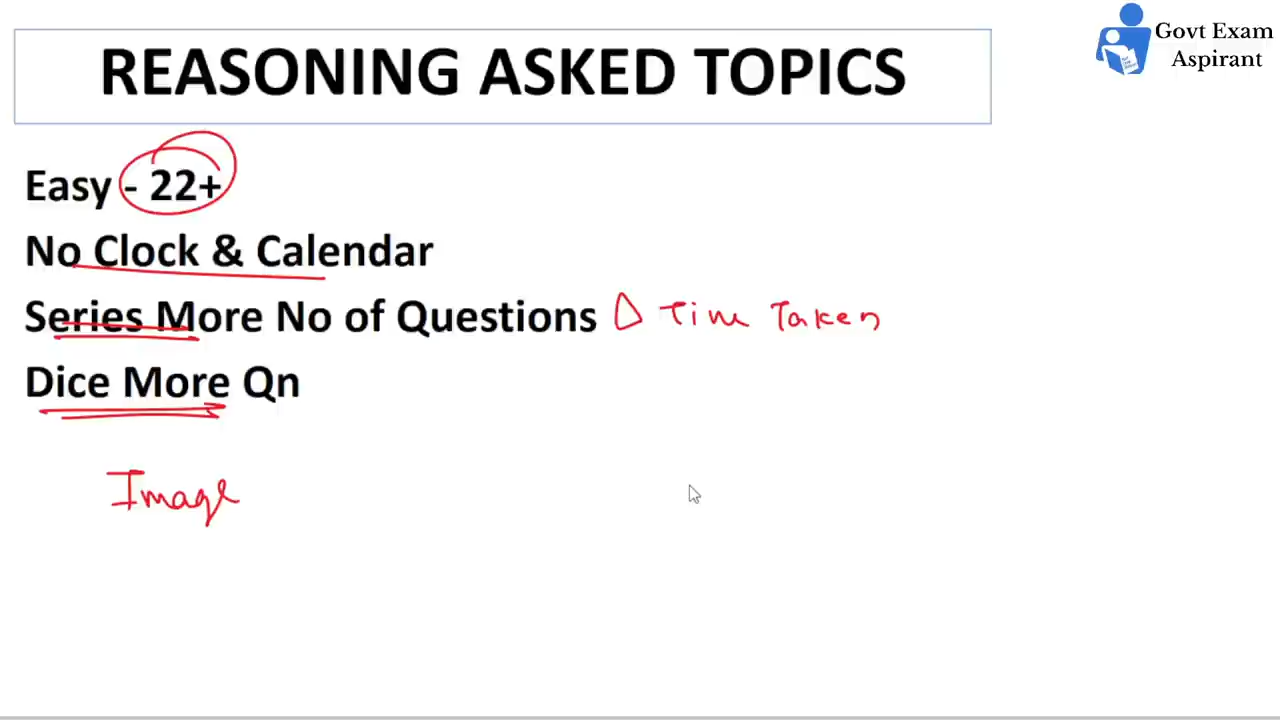 REASONING ASKED TOPICS
Govt Exam
Aspirant
Easy - 22+
No Clock & Calendar
Series More No of Questions Time Taken
Dice More Qn
Image